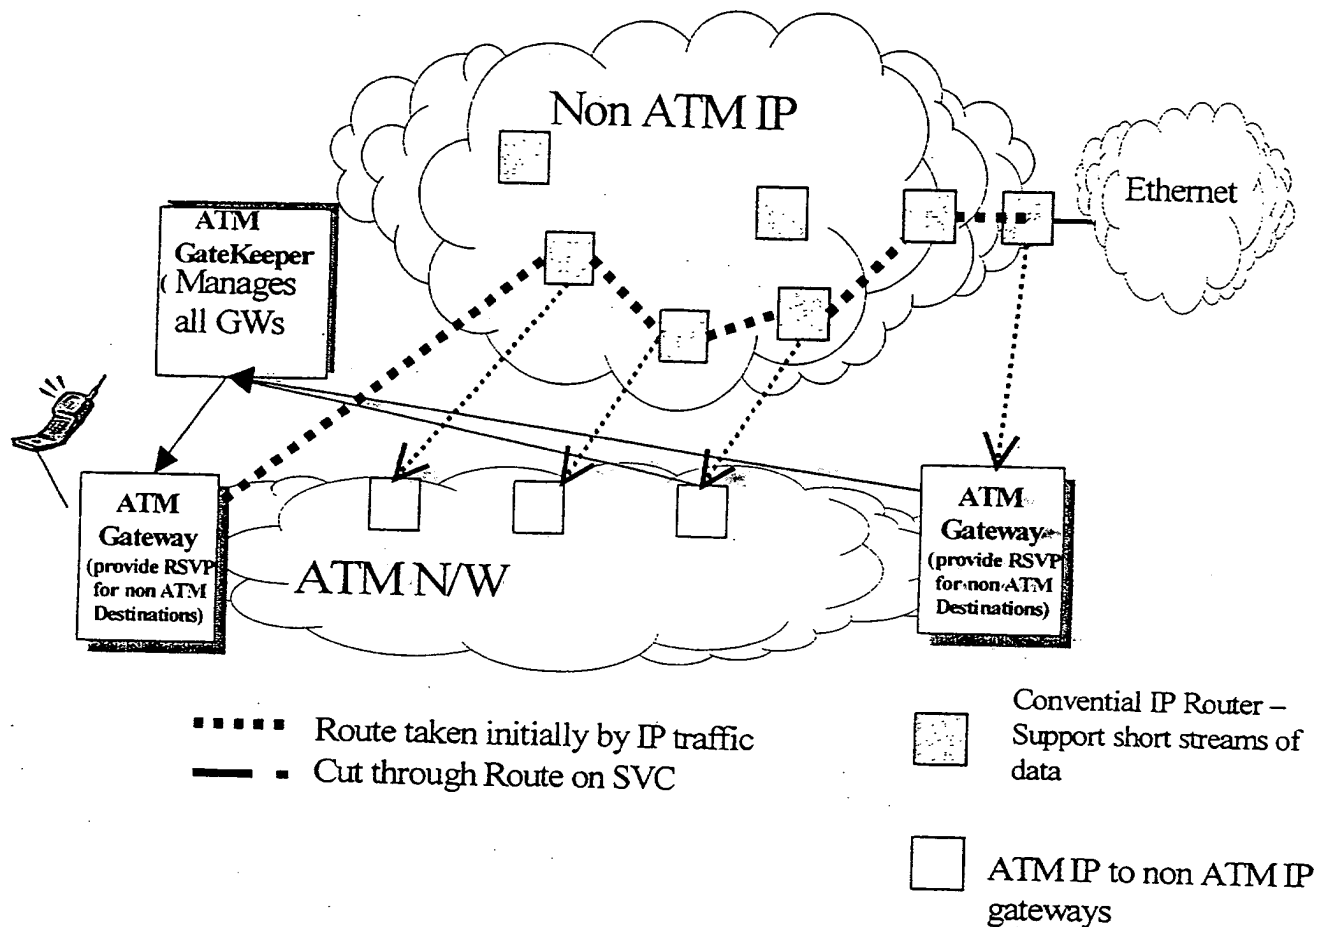 Non ATM IP
Ethernet
ATM
GateKeeper
( Manages
all GWs
ATM
Gateway
(provide RSVP
for non ATM
Destinations)
ATM N/W
ATM
Gateway
(provide RSVP
for non ATM
Destinations)
Route taken initially by IP traffic
Cut through Route on SVC
Convential IP Router –
Support short streams of
data
ATM IP to non ATM IP
gateways